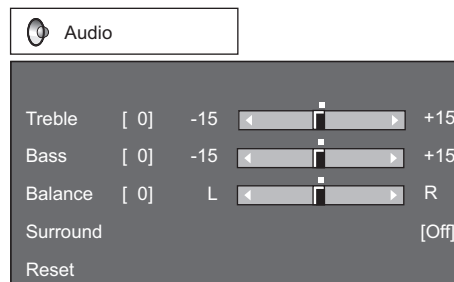 Audio
Treble [ 0] -15 +15
Bass [ 0] -15 +15
Balance [ 0] L R
Surround [Off]
Reset